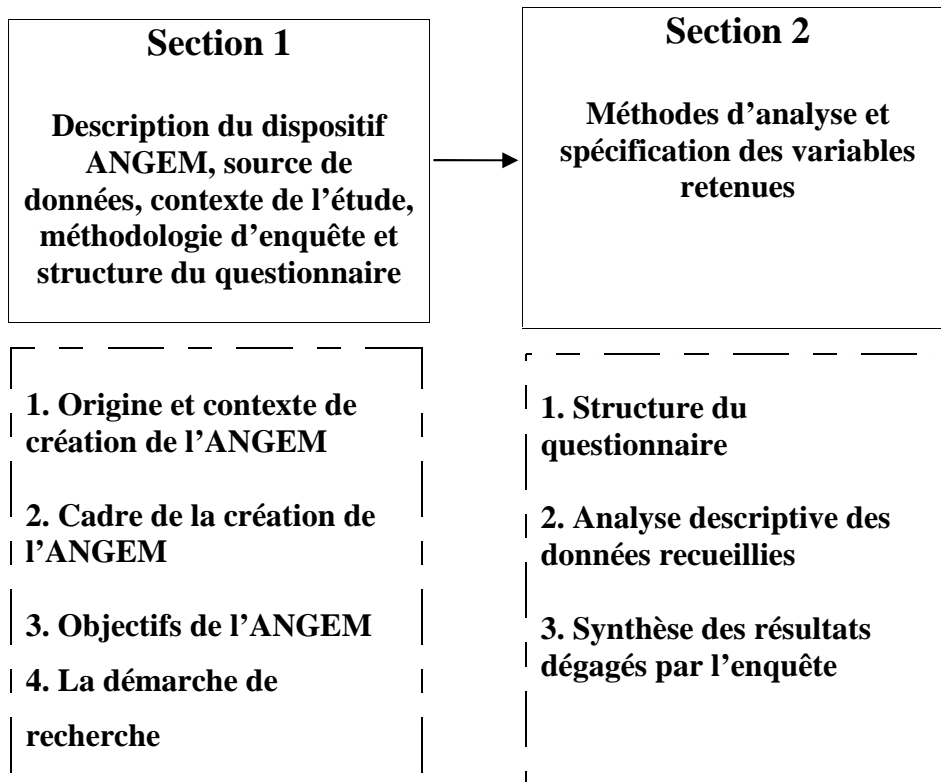 Section 1
Description du dispositif
ANGEM, source de
données, contexte de l’étude,
méthodologie d’enquête et
structure du questionnaire
Section 2
Méthodes d’analyse et
spécification des variables
retenues
1. Origine et contexte de
création de l’ANGEM
2. Cadre de la création de
l’ANGEM
3. Objectifs de l’ANGEM
4. La démarche de
recherche
1. Structure du
questionnaire
2. Analyse descriptive des
données recueillies
3. Synthèse des résultats
dégagés par l’enquête